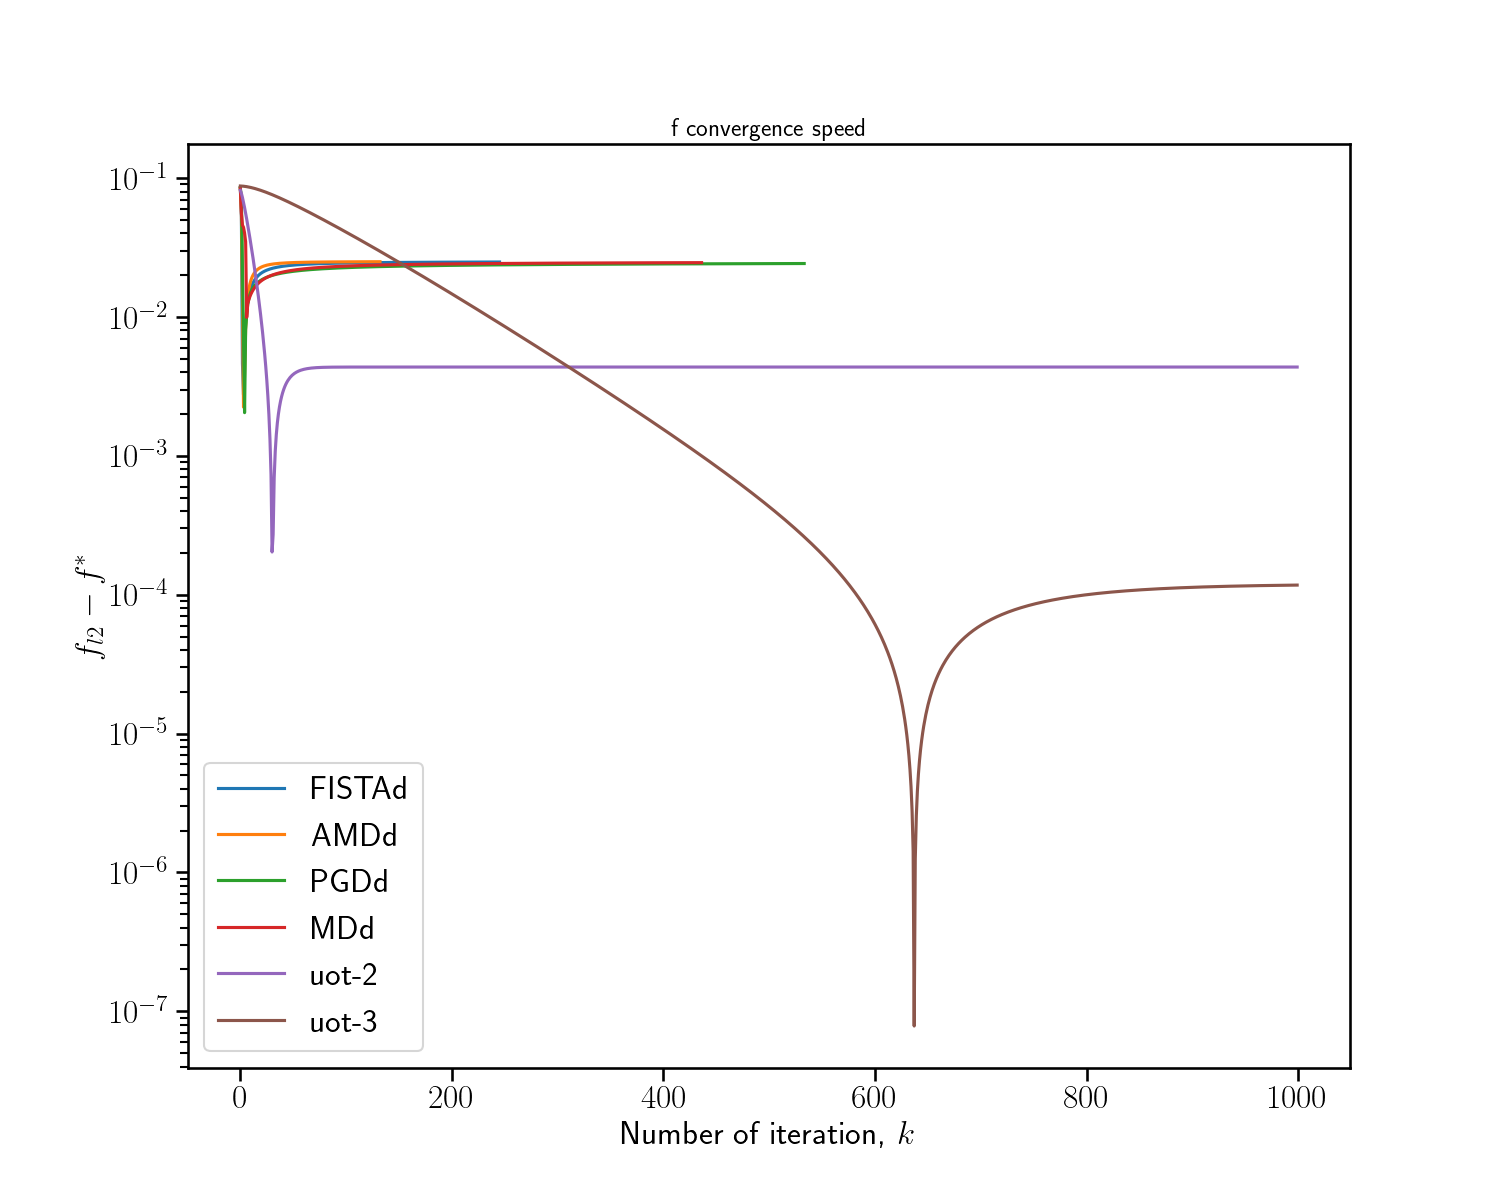 f convergence speed
10⁻¹
10⁻²
10⁻³
10⁻⁴
10⁻⁵
10⁻⁶
10⁻⁷
f_{l2} − f*
FISTAd
AMDd
PGDd
MDd
uot-2
uot-3
0 200 400 600 800 1000
Number of iteration, k